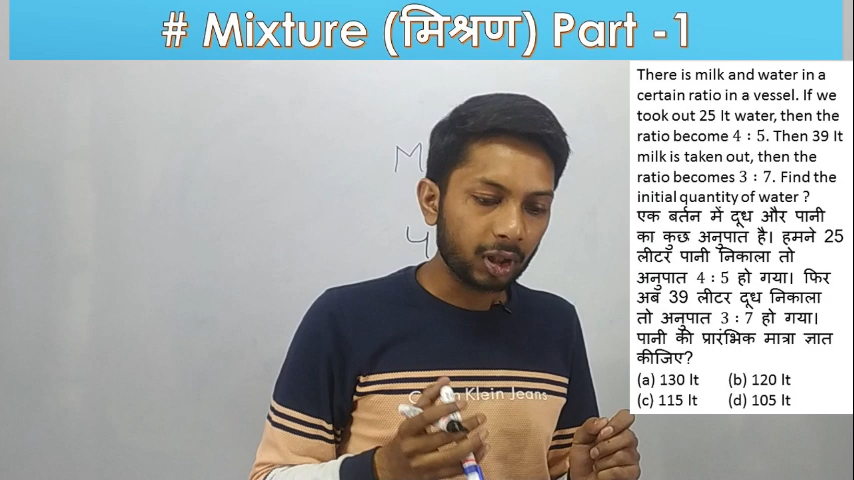 # Mixture (मिश्रण) Part -1
There is milk and water in a
certain ratio in a vessel. If we
took out 25 lt water, then the
ratio become 4 : 5. Then 39 lt
milk is taken out, then the
ratio becomes 3 : 7. Find the
initial quantity of water ?
एक बर्तन में दूध और पानी
का कुछ अनुपात है। हमने 25
लीटर पानी निकाला तो
अनुपात 4 : 5 हो गया। फिर
अब 39 लीटर दूध निकाला
तो अनुपात 3 : 7 हो गया।
पानी की प्रारंभिक मात्रा ज्ञात
कीजिए?
(a) 130 lt (b) 120 lt
(c) 115 lt (d) 105 lt
M
4
Klein Jeans